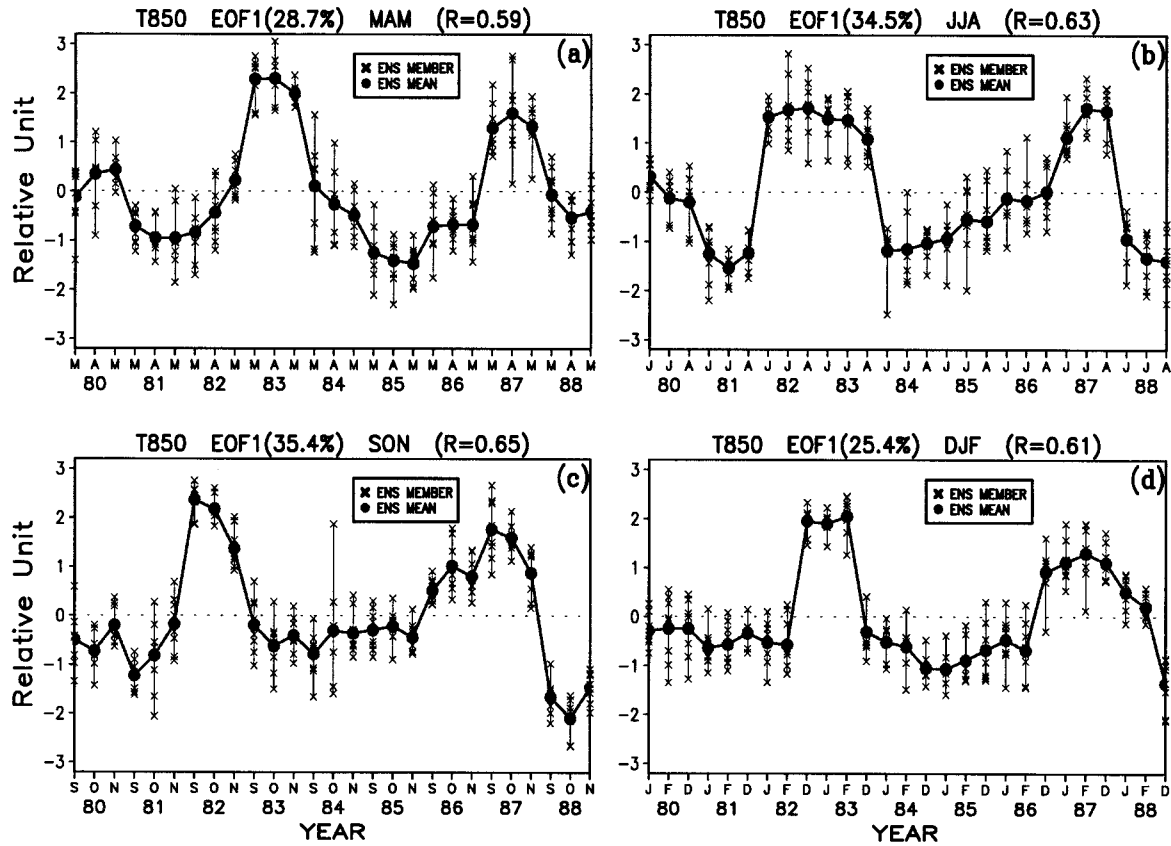 T850 EOF1(28.7%) MAM (R=0.59)
(a)
× ENS MEMBER
● ENS MEAN
Relative Unit
3
2
1
0
-1
-2
-3
M A M M A M M A M M A M M A M M A M M A M M A M M A M
80 81 82 83 84 85 86 87 88
T850 EOF1(34.5%) JJA (R=0.63)
(b)
× ENS MEMBER
● ENS MEAN
3
2
1
0
-1
-2
-3
J J A J J A J J A J J A J J A J J A J J A J J A J J A
80 81 82 83 84 85 86 87 88
T850 EOF1(35.4%) SON (R=0.65)
(c)
× ENS MEMBER
● ENS MEAN
Relative Unit
3
2
1
0
-1
-2
-3
S O N S O N S O N S O N S O N S O N S O N S O N S O N
80 81 82 83 84 85 86 87 88
YEAR
T850 EOF1(25.4%) DJF (R=0.61)
(d)
× ENS MEMBER
● ENS MEAN
3
2
1
0
-1
-2
-3
J F D J F D J F D J F D J F D J F D J F D J F D J F D
80 81 82 83 84 85 86 87 88
YEAR